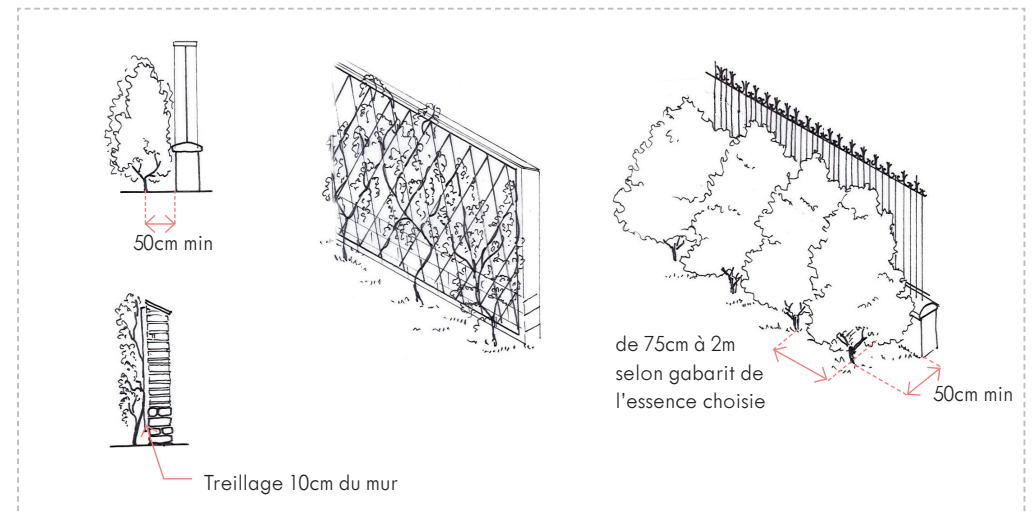 50cm min
Treillage 10cm du mur
de 75cm à 2m
selon gabarit de
l'essence choisie
50cm min